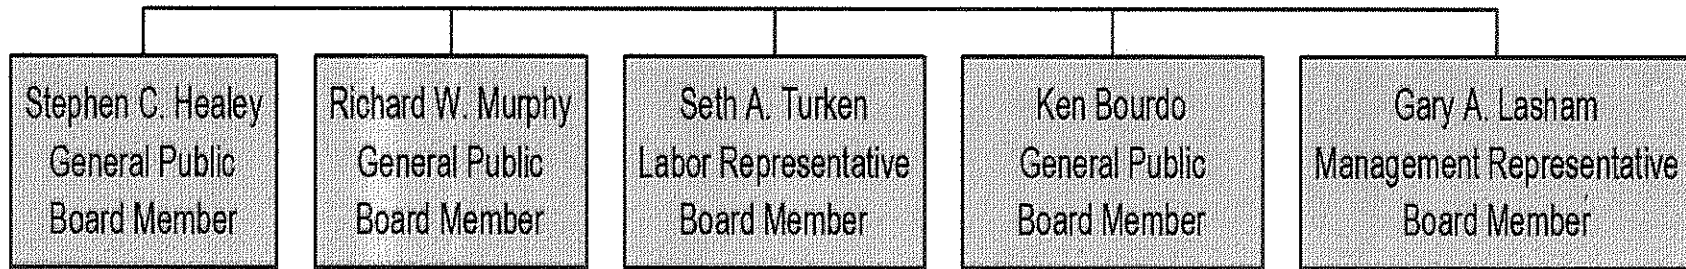 Stephen C. Healey
General Public
Board Member
Richard W. Murphy
General Public
Board Member
Seth A. Turken
Labor Representative
Board Member
Ken Bourdo
General Public
Board Member
Gary A. Lasham
Management Representative
Board Member